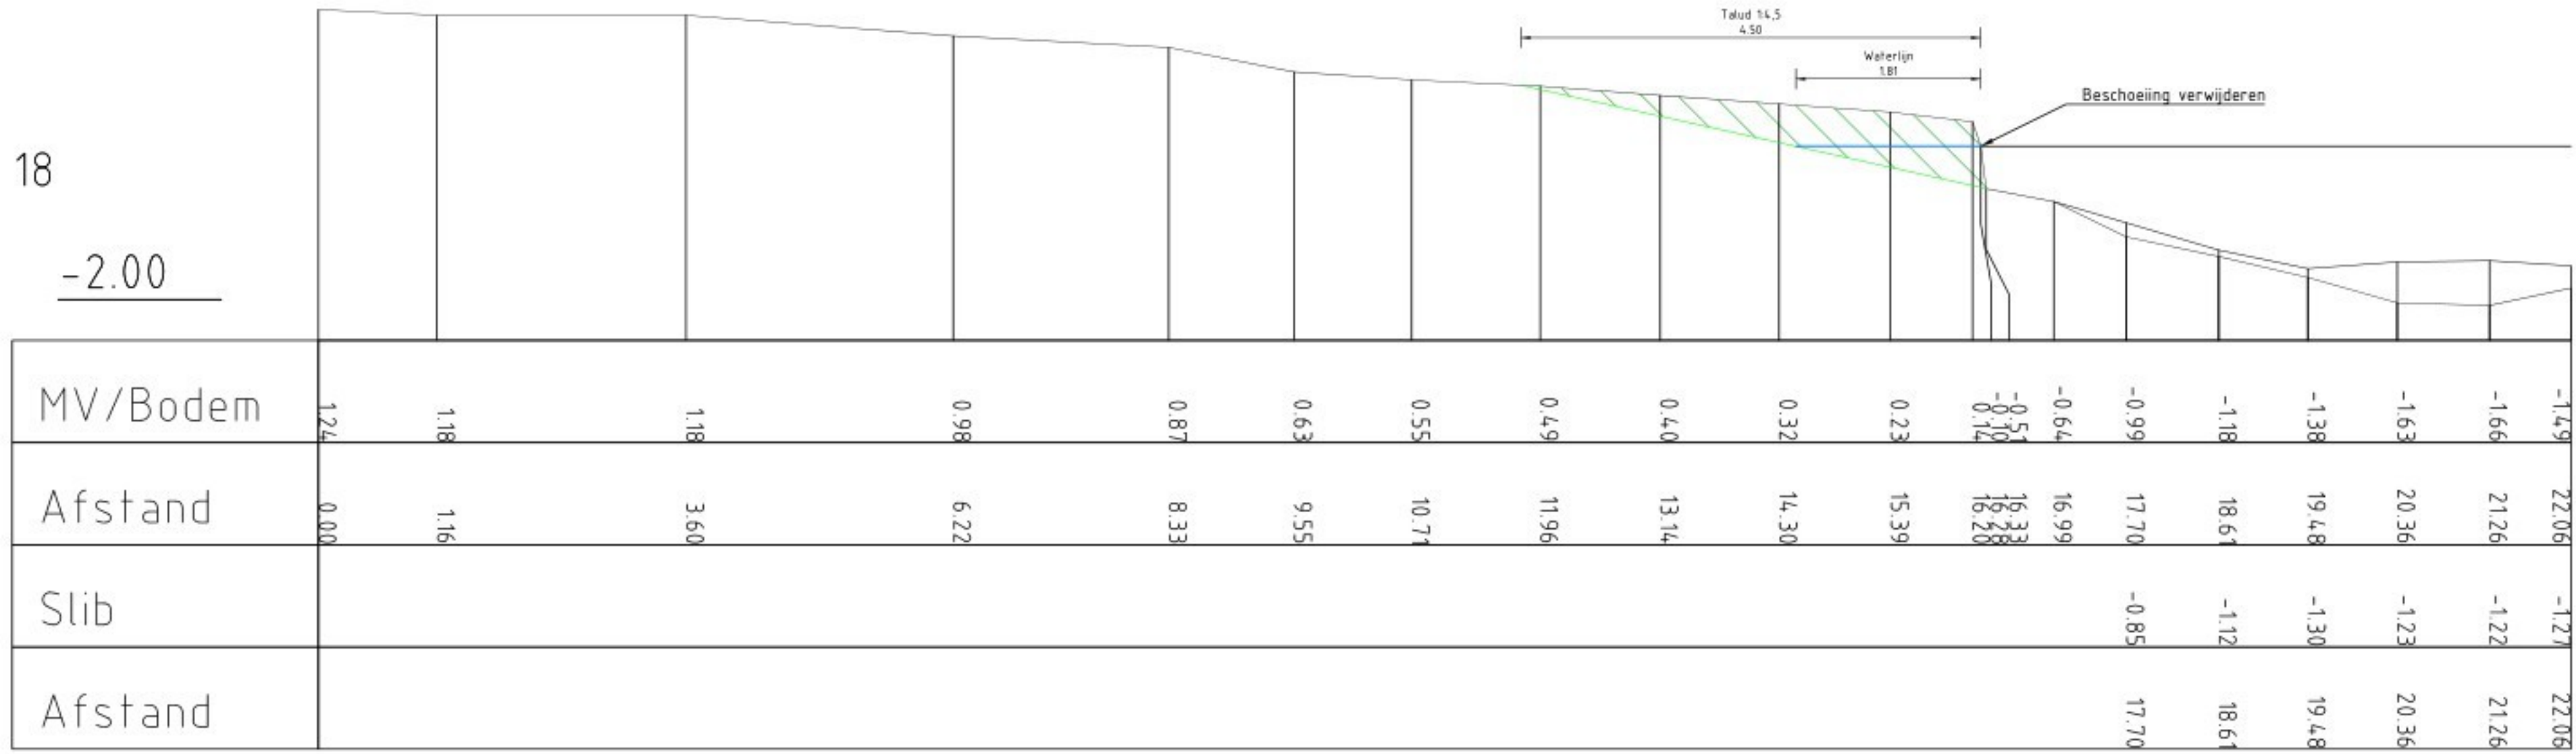 Talud 1:4,5
4.50
Waterlijn
1.81
Beschoeiing verwijderen
18
-2.00
MV/Bodem 1.24 1.18 1.18 0.98 0.87 0.63 0.55 0.49 0.40 0.32 0.23 0.14 -0.10 -0.51 -0.64 -0.99 -1.18 -1.38 -1.63 -1.66 -1.49
Afstand 0.00 1.16 3.60 6.22 8.33 9.55 10.71 11.96 13.14 14.30 15.39 16.20 16.28 16.33 16.99 17.70 18.61 19.48 20.36 21.26 22.06
Slib -0.85 -1.12 -1.30 -1.23 -1.22 -1.27
Afstand 17.70 18.61 19.48 20.36 21.26 22.06